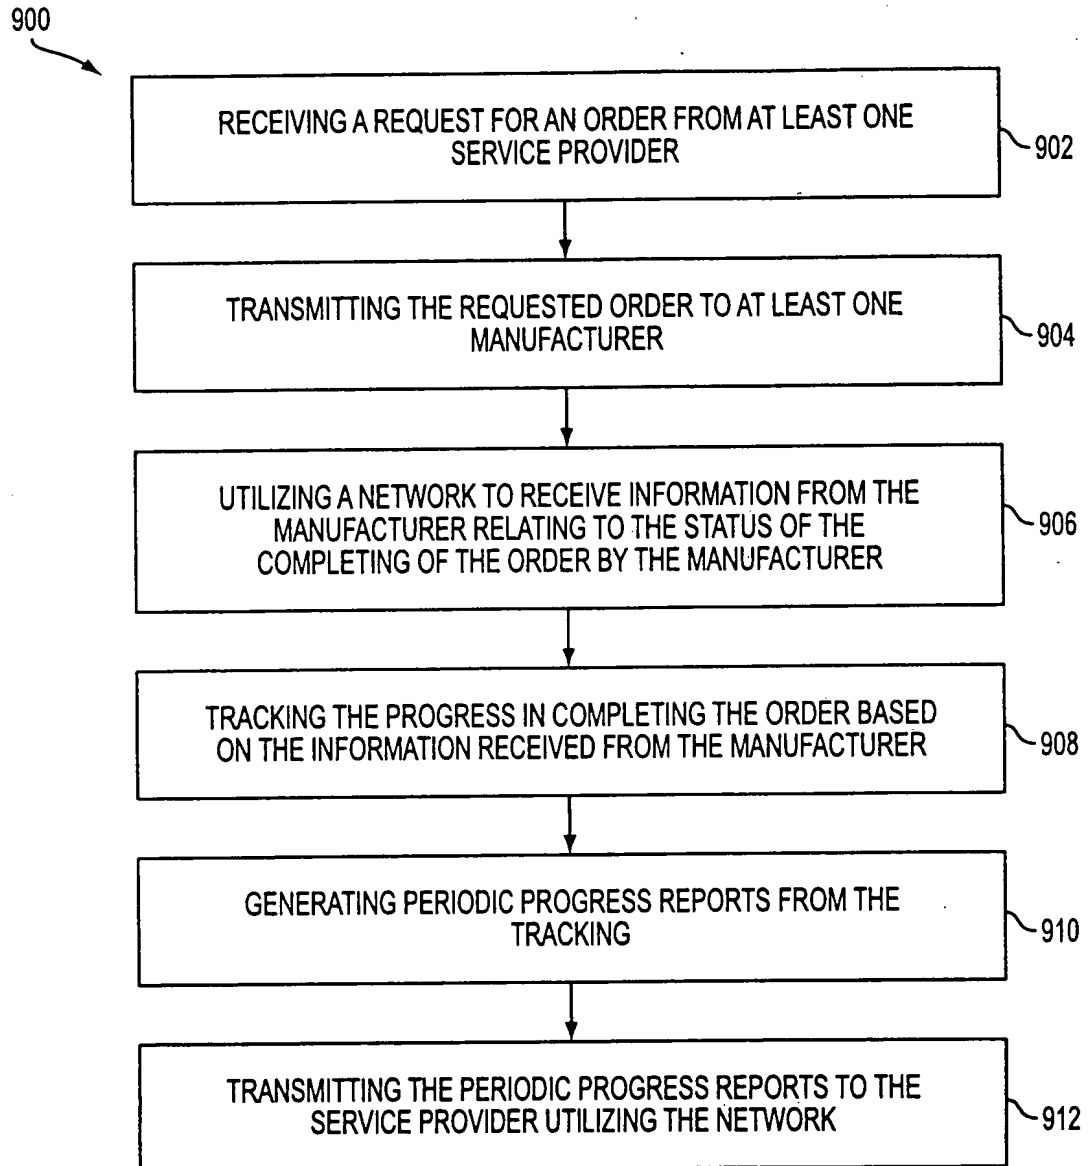 900
RECEIVING A REQUEST FOR AN ORDER FROM AT LEAST ONE
SERVICE PROVIDER
902
TRANSMITTING THE REQUESTED ORDER TO AT LEAST ONE
MANUFACTURER
904
UTILIZING A NETWORK TO RECEIVE INFORMATION FROM THE
MANUFACTURER RELATING TO THE STATUS OF THE
COMPLETING OF THE ORDER BY THE MANUFACTURER
906
TRACKING THE PROGRESS IN COMPLETING THE ORDER BASED
ON THE INFORMATION RECEIVED FROM THE MANUFACTURER
908
GENERATING PERIODIC PROGRESS REPORTS FROM THE
TRACKING
910
TRANSMITTING THE PERIODIC PROGRESS REPORTS TO THE
SERVICE PROVIDER UTILIZING THE NETWORK
912